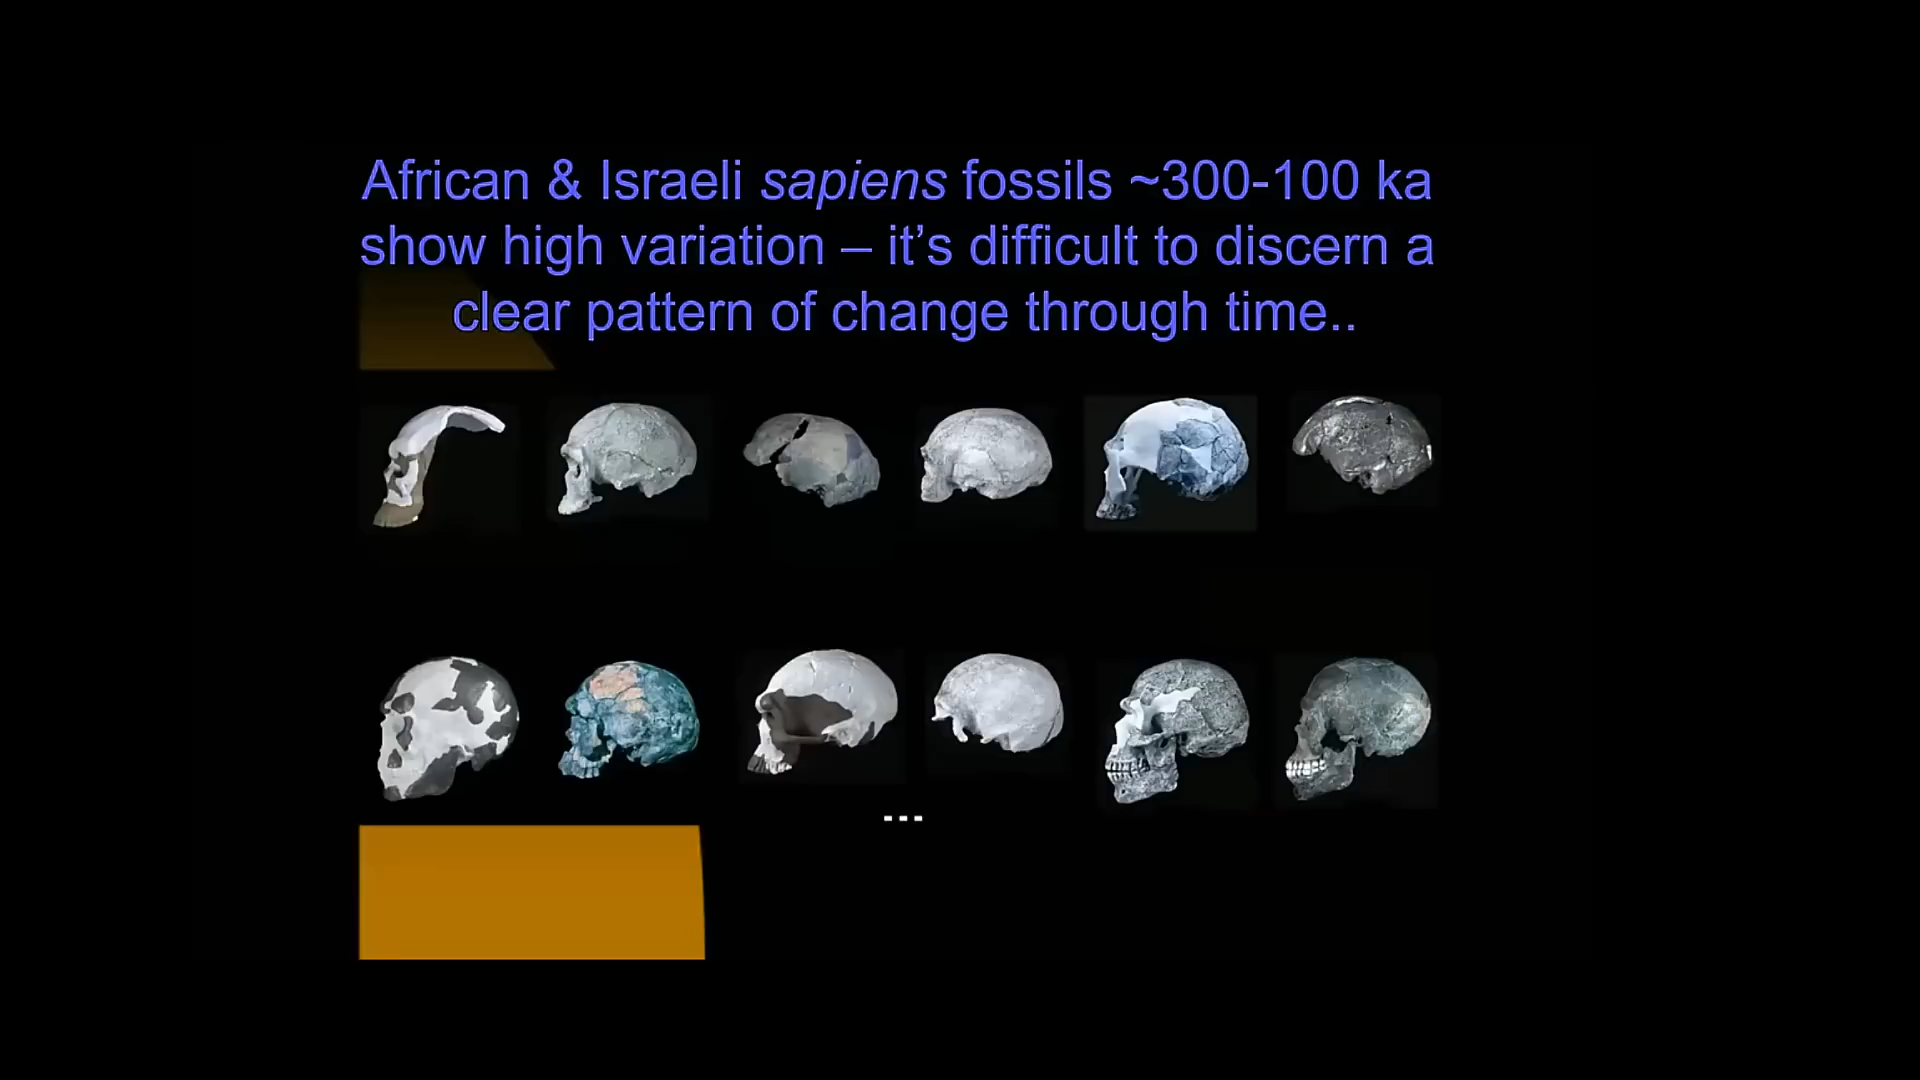 African & Israeli sapiens fossils ~300-100 ka
show high variation – it’s difficult to discern a
clear pattern of change through time..
...